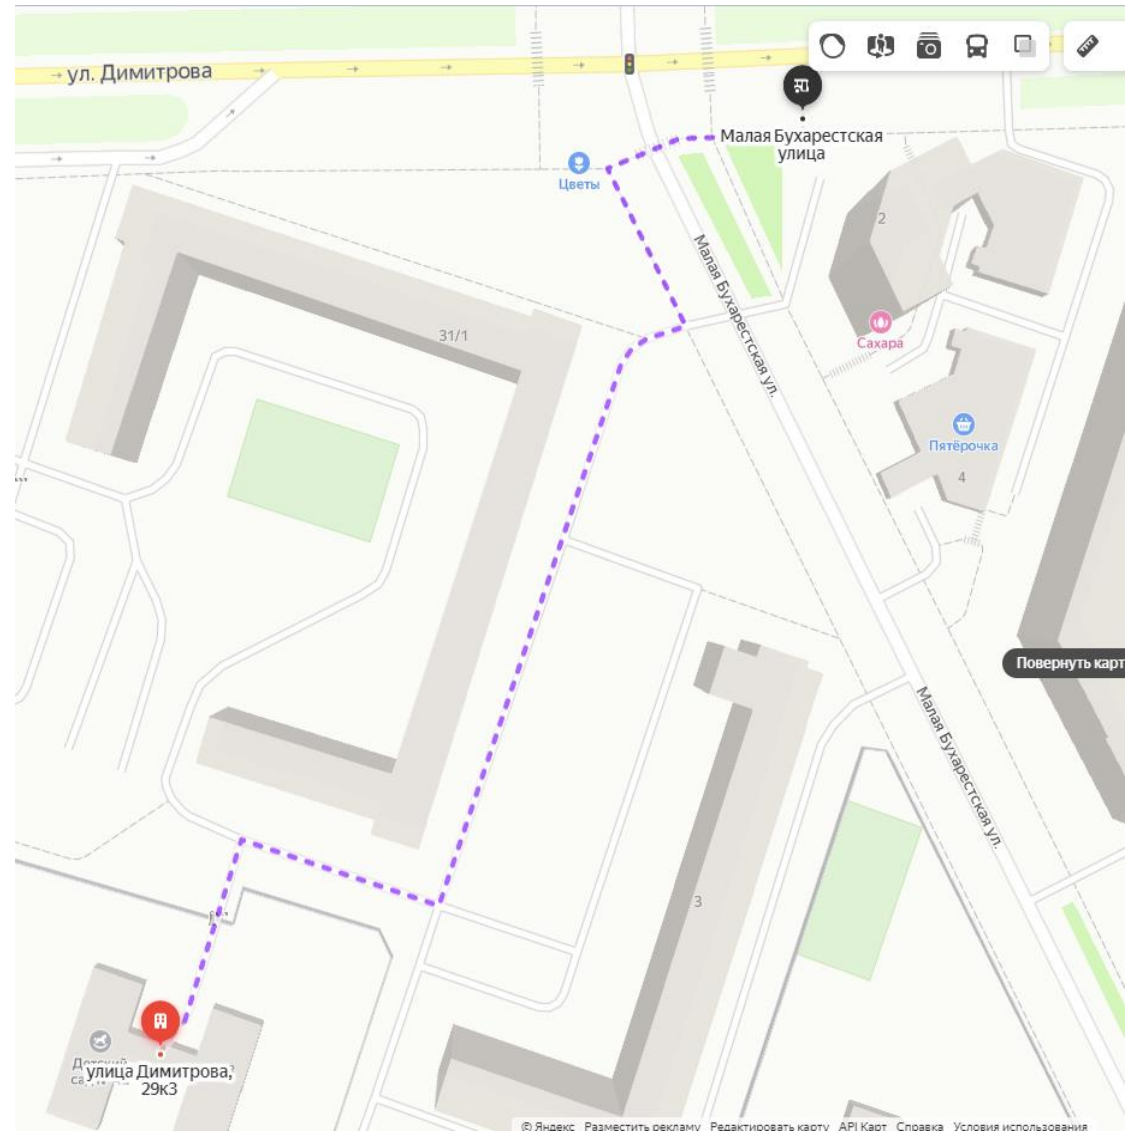 ул. Димитрова
Малая Бухарестская
улица
Цветы
2
Малая Бухарестская ул.
31/1
Сахара
Пятёрочка
4
Повернуть карт
Малая Бухарестская ул.
3
улица Димитрова,
29к3
© Яндекс Разместить рекламу Редактировать карту API Карт Справка Условия использования